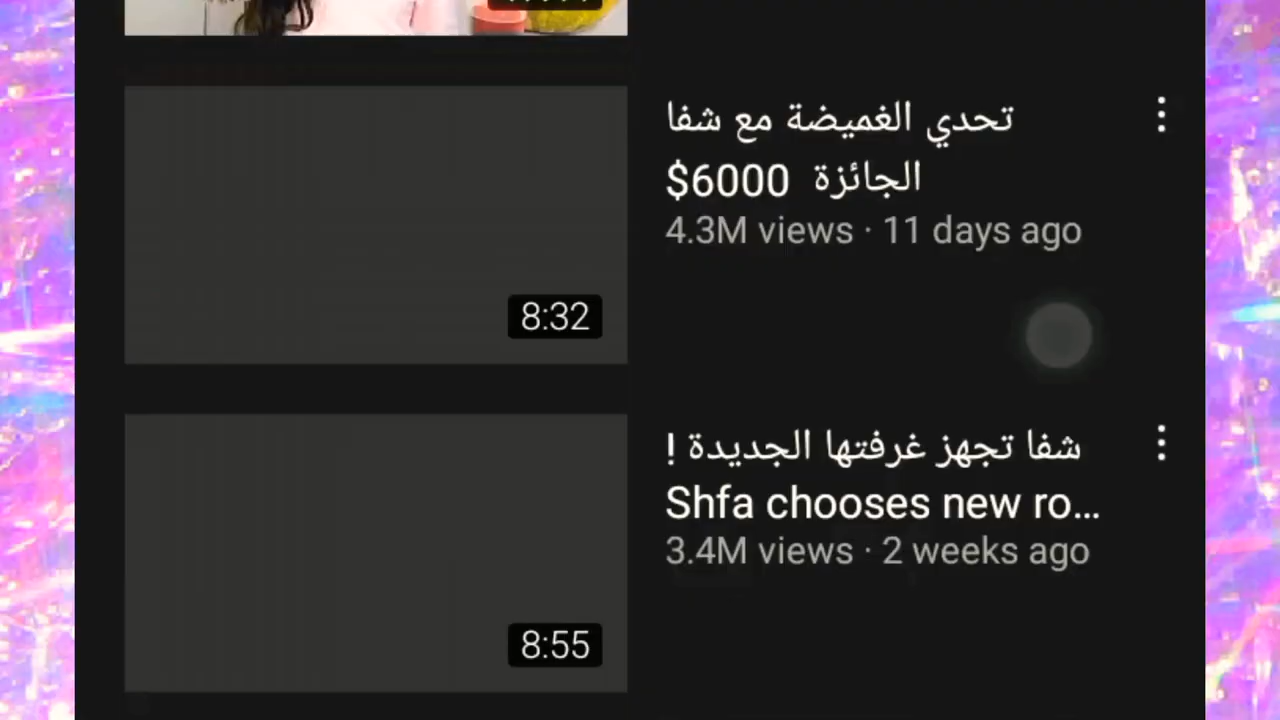 تحدي الغميضة مع شفا
الجائزة 6000$
4.3M views · 11 days ago
8:32
شفا تجهز غرفتها الجديدة !
Shfa chooses new ro...
3.4M views · 2 weeks ago
8:55